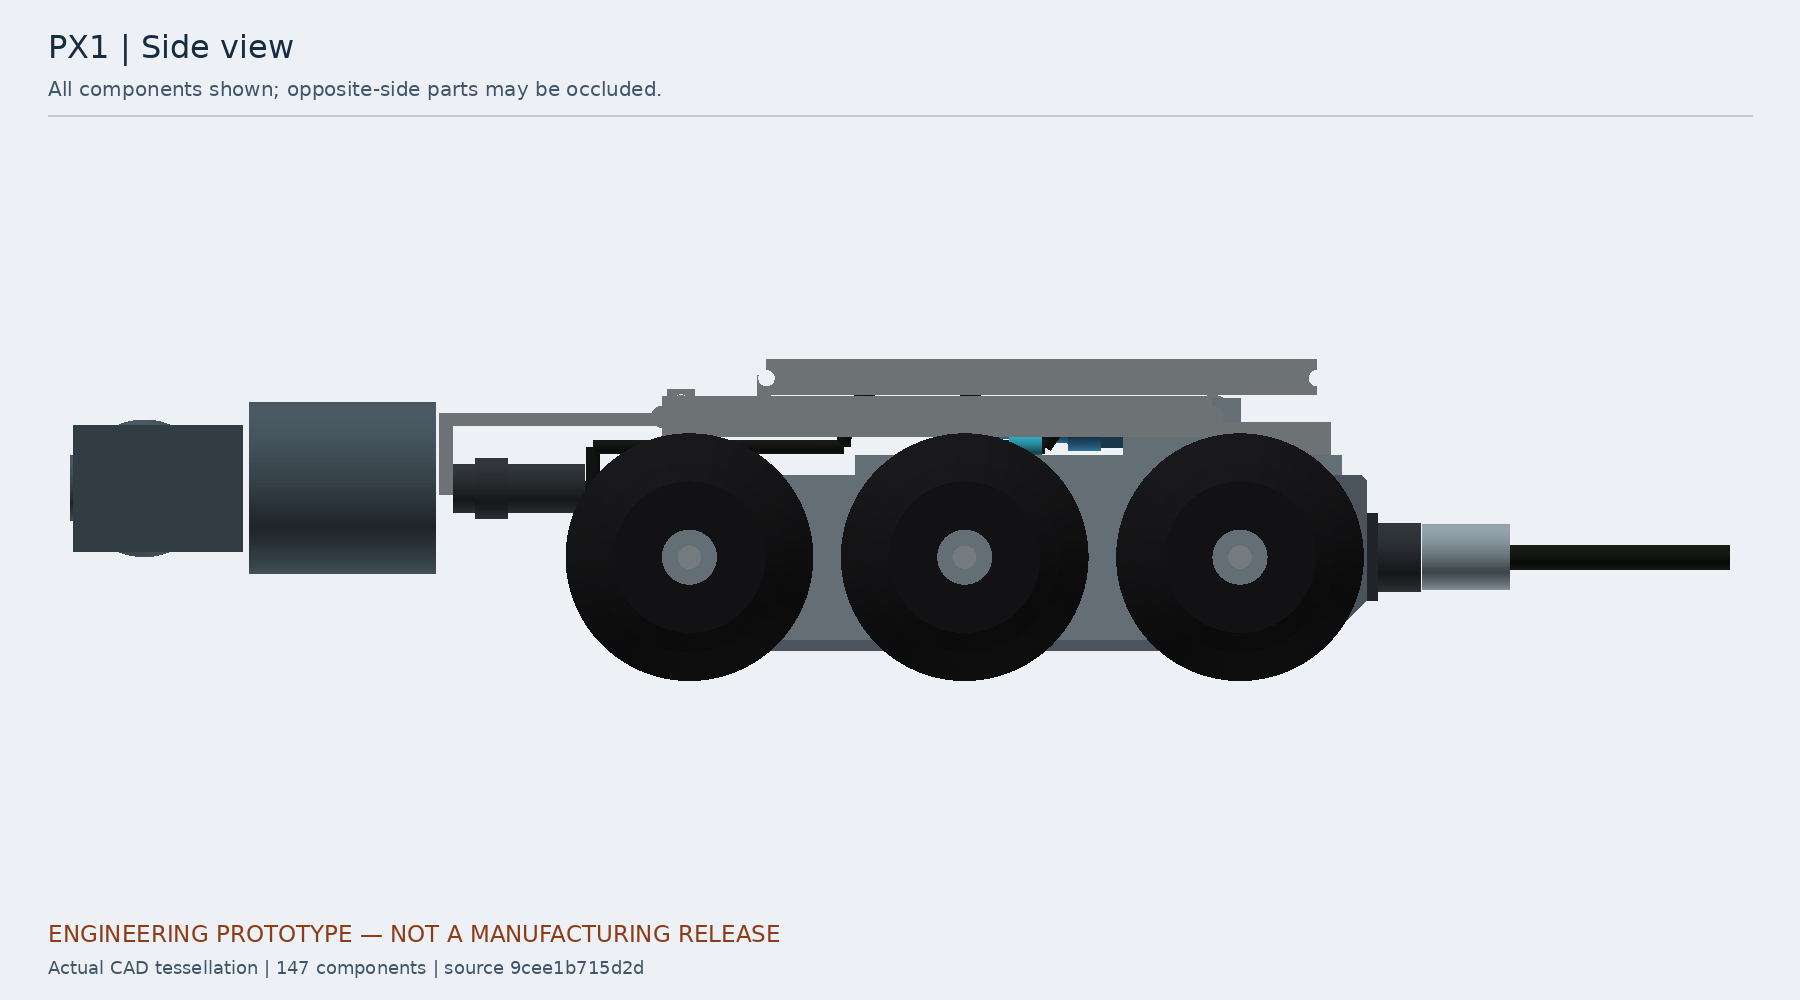 PX1 | Side view
All components shown; opposite-side parts may be occluded.
ENGINEERING PROTOTYPE — NOT A MANUFACTURING RELEASE
Actual CAD tessellation | 147 components | source 9cee1b715d2d